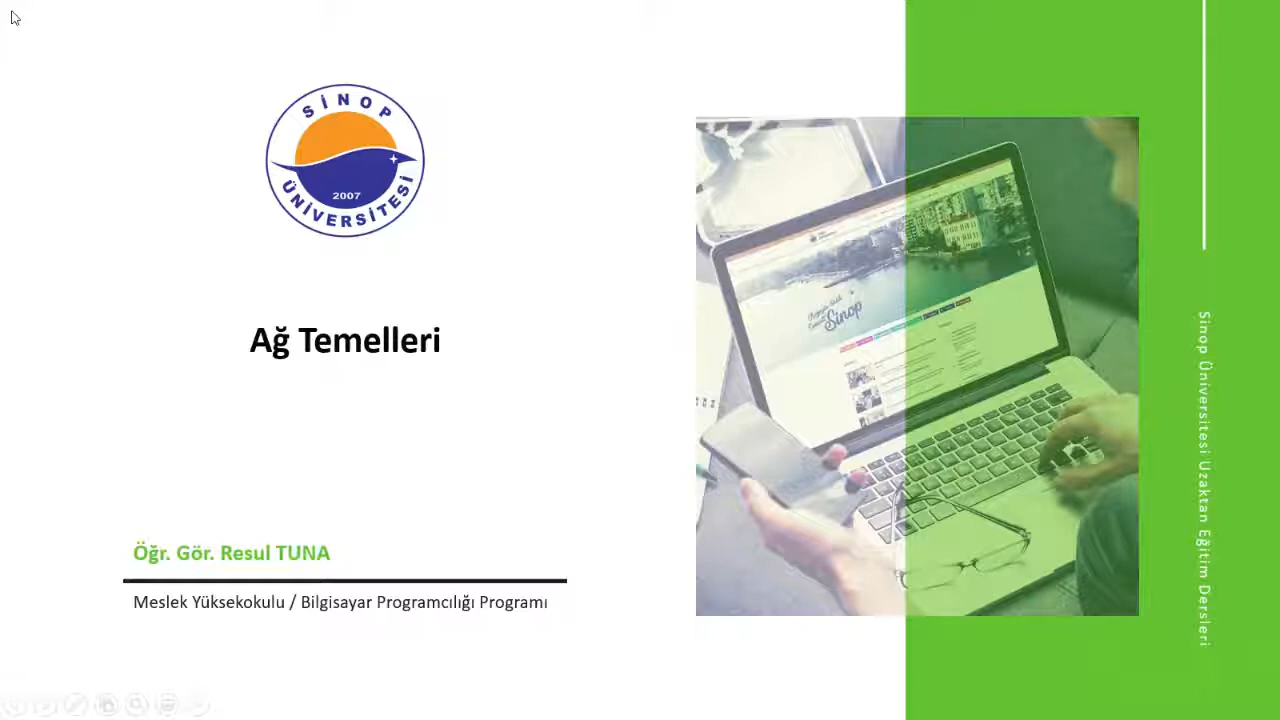 SİNOP
ÜNİVERSİTESİ
2007
Ağ Temelleri
Öğr. Gör. Resul TUNA
Meslek Yüksekokulu / Bilgisayar Programcılığı Programı
Sinop
Sinop Üniversitesi Uzaktan Eğitim Dersleri